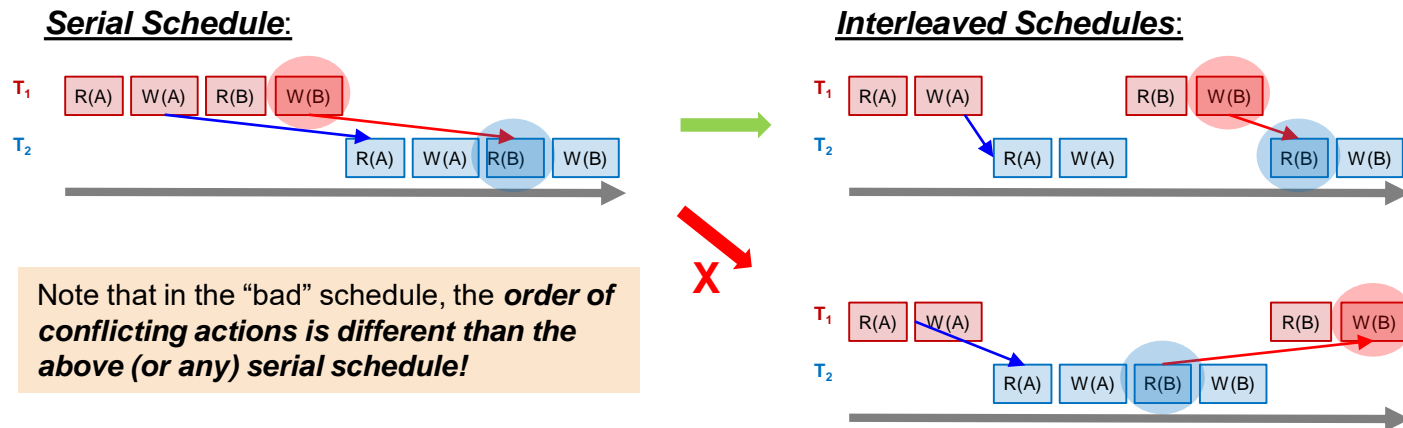 Serial Schedule:
T1
R(A) W(A) R(B) W(B)
T2
R(A) W(A) R(B) W(B)
Note that in the “bad” schedule, the order of
conflicting actions is different than the
above (or any) serial schedule!
X
Interleaved Schedules:
T1
R(A) W(A) R(B) W(B)
T2
R(A) W(A) R(B) W(B)
T1
R(A) W(A) R(B) W(B)
T2
R(A) W(A) R(B) W(B)